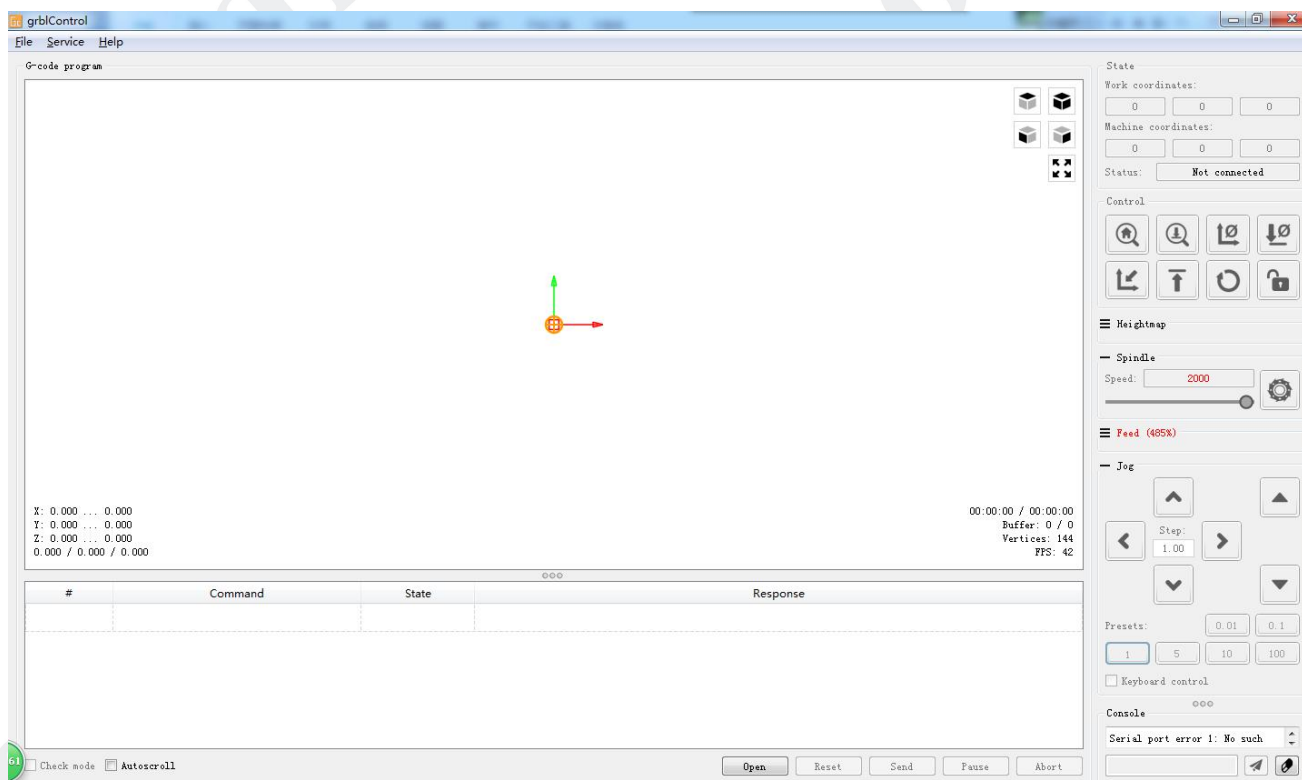 grblControl
File Service Help
G-code program
X: 0.000 ... 0.000
Y: 0.000 ... 0.000
Z: 0.000 ... 0.000
0.000 / 0.000 / 0.000
00:00:00 / 00:00:00
Buffer: 0 / 0
Vertices: 144
FPS: 42
# Command State Response
61
Check mode Autoscroll Open Reset Send Pause Abort
State
Work coordinates:
0 0 0
Machine coordinates:
0 0 0
Status: Not connected
Control
Heightmap
Spindle
Speed: 2000
Feed (485%)
Jog
Step:
1.00
Presets: 0.01 0.1
1 5 10 100
Keyboard control
Console
Serial port error 1: No such